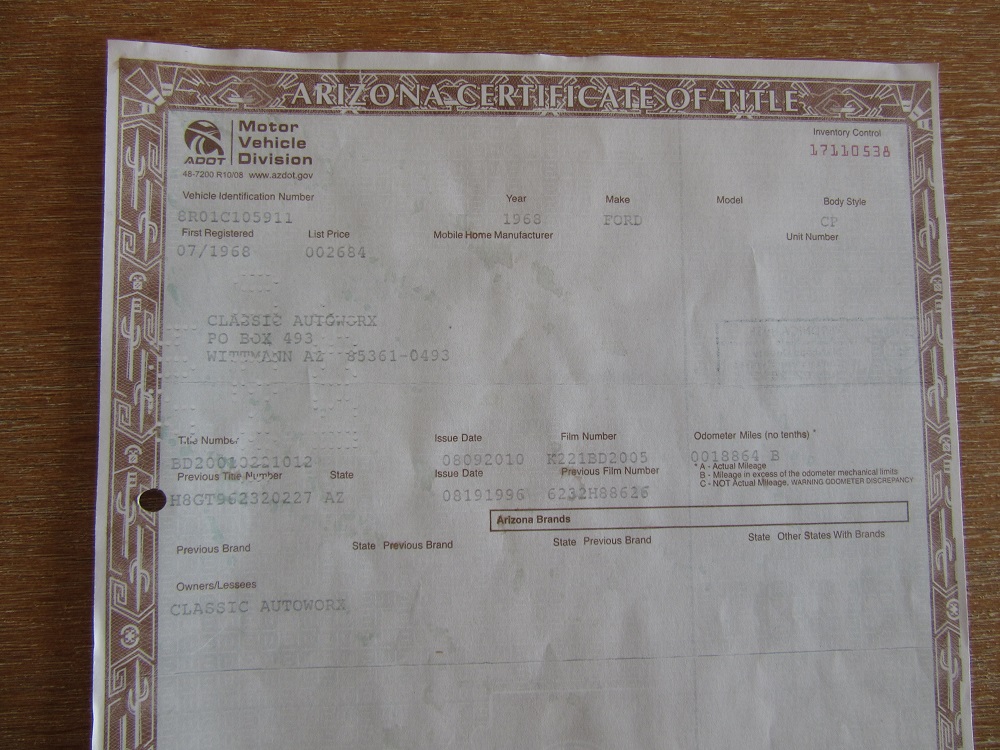 ARIZONA CERTIFICATE OF TITLE
ADOT
Motor
Vehicle
Division
48-7200 R10/08 www.azdot.gov
Inventory Control
17110538
Vehicle Identification Number Year Make Model Body Style
8R01C105911 1968 FORD CP
First Registered List Price Mobile Home Manufacturer Unit Number
07/1968 002684
CLASSIC AUTOWORX
PO BOX 493
WITTMANN AZ 85361-0493
Title Number Issue Date Film Number Odometer Miles (no tenths) *
BD20010221012 08092010 K221BD2005 0018864 B
* A - Actual Mileage
B - Mileage in excess of the odometer mechanical limits
C - NOT Actual Mileage, WARNING ODOMETER DISCREPANCY
Previous Title Number State Issue Date Previous Film Number
H8GT962320227 AZ 08191996 6232H88626
Arizona Brands
Previous Brand State Previous Brand State Previous Brand State Other States With Brands
Owners/Lessees
CLASSIC AUTOWORX